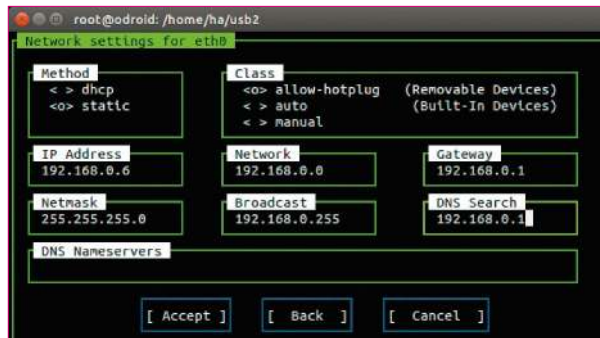 root@odroid: /home/ha/usb2
Network settings for eth0
Method
< > dhcp
<o> static
Class
<o> allow-hotplug (Removable Devices)
< > auto (Built-In Devices)
< > manual
IP Address
192.168.0.6
Network
192.168.0.0
Gateway
192.168.0.1
Netmask
255.255.255.0
Broadcast
192.168.0.255
DNS Search
192.168.0.1
DNS Nameservers
[ Accept ] [ Back ] [ Cancel ]